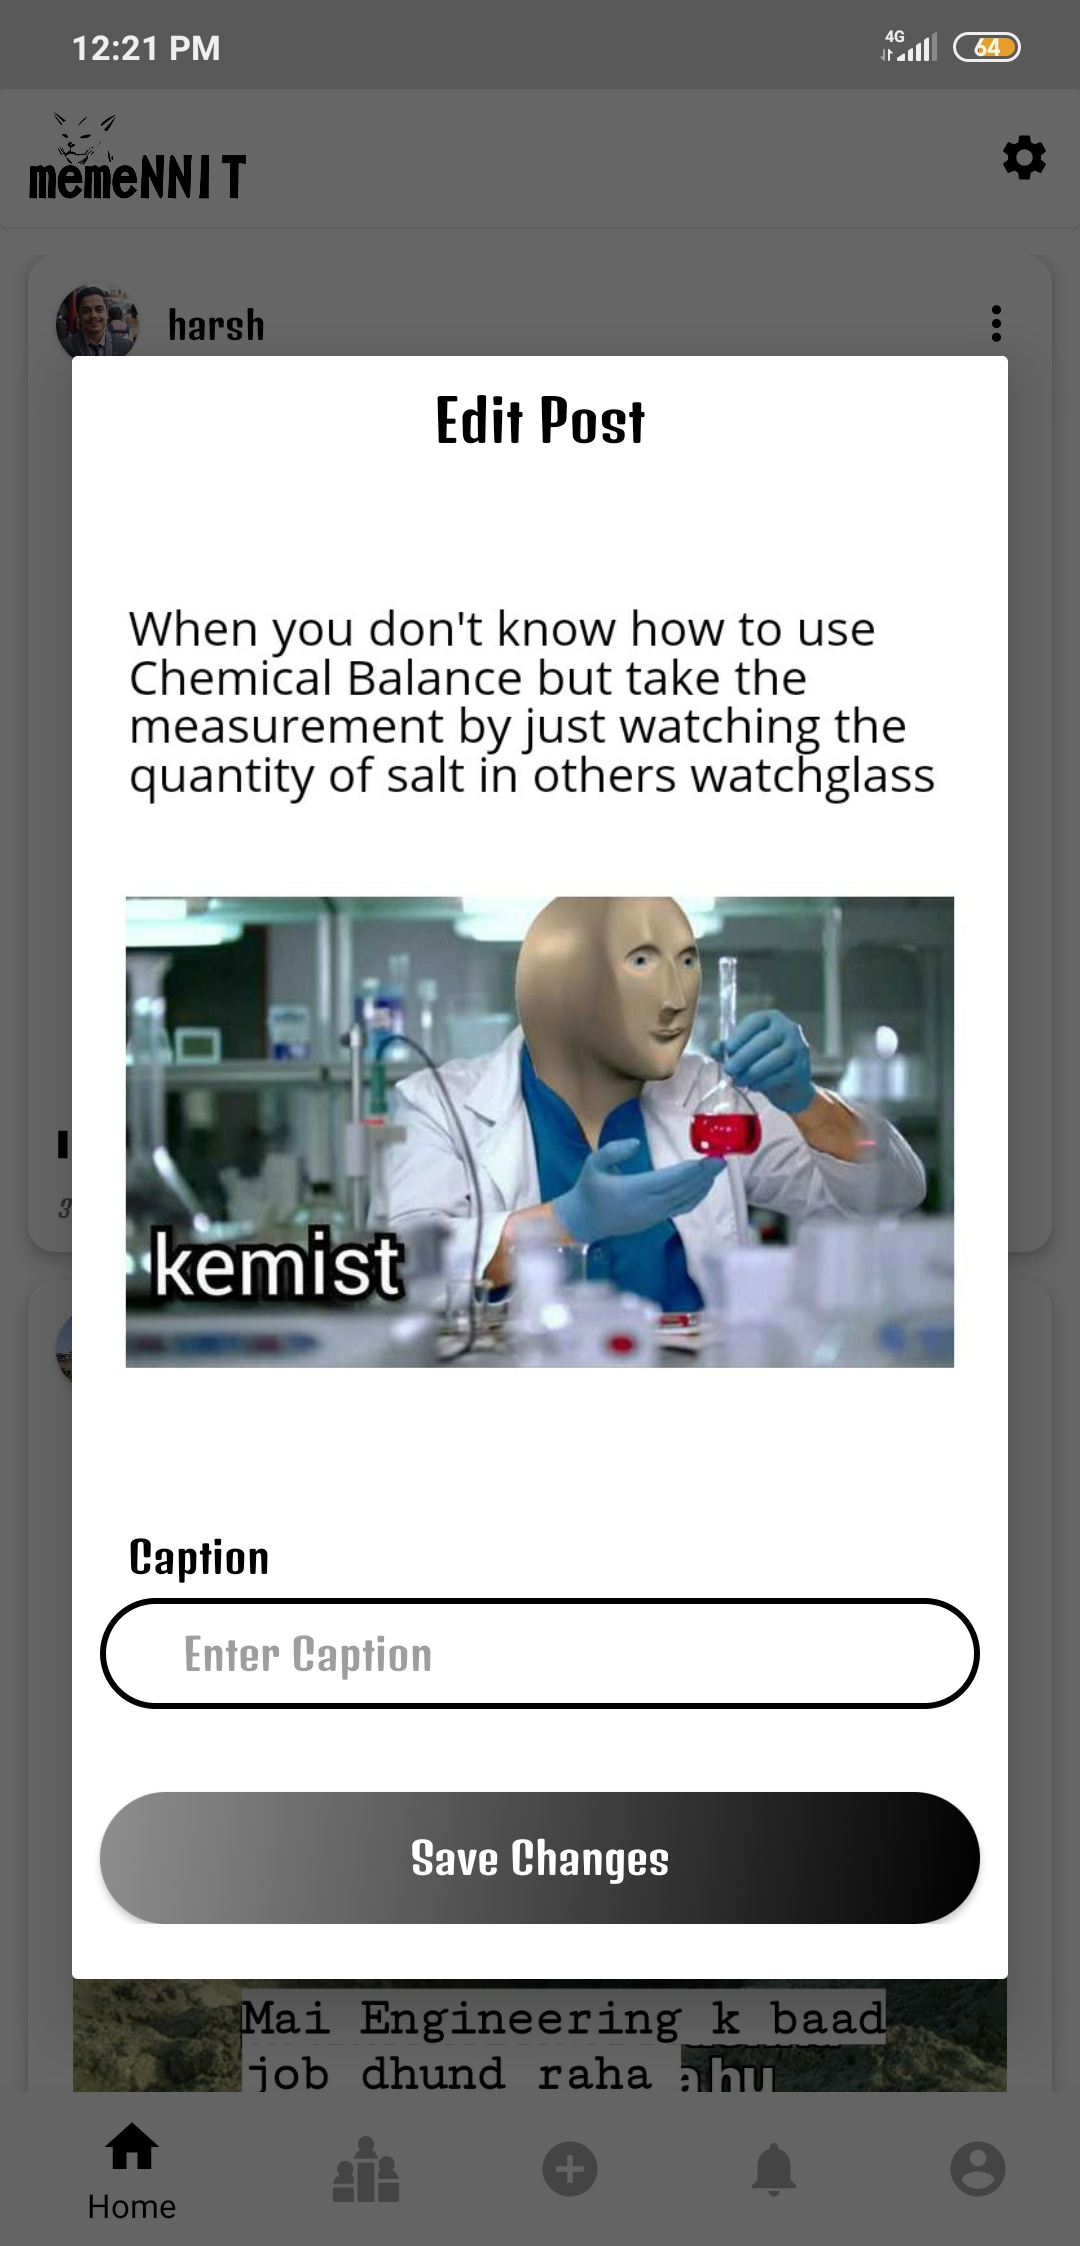 12:21 PM
4G
64
memeNNIT
harsh
Edit Post
When you don't know how to use
Chemical Balance but take the
measurement by just watching the
quantity of salt in others watchglass
kemist
3
Caption
Enter Caption
Save Changes
Mai Engineering k baad
job dhund raha
Home